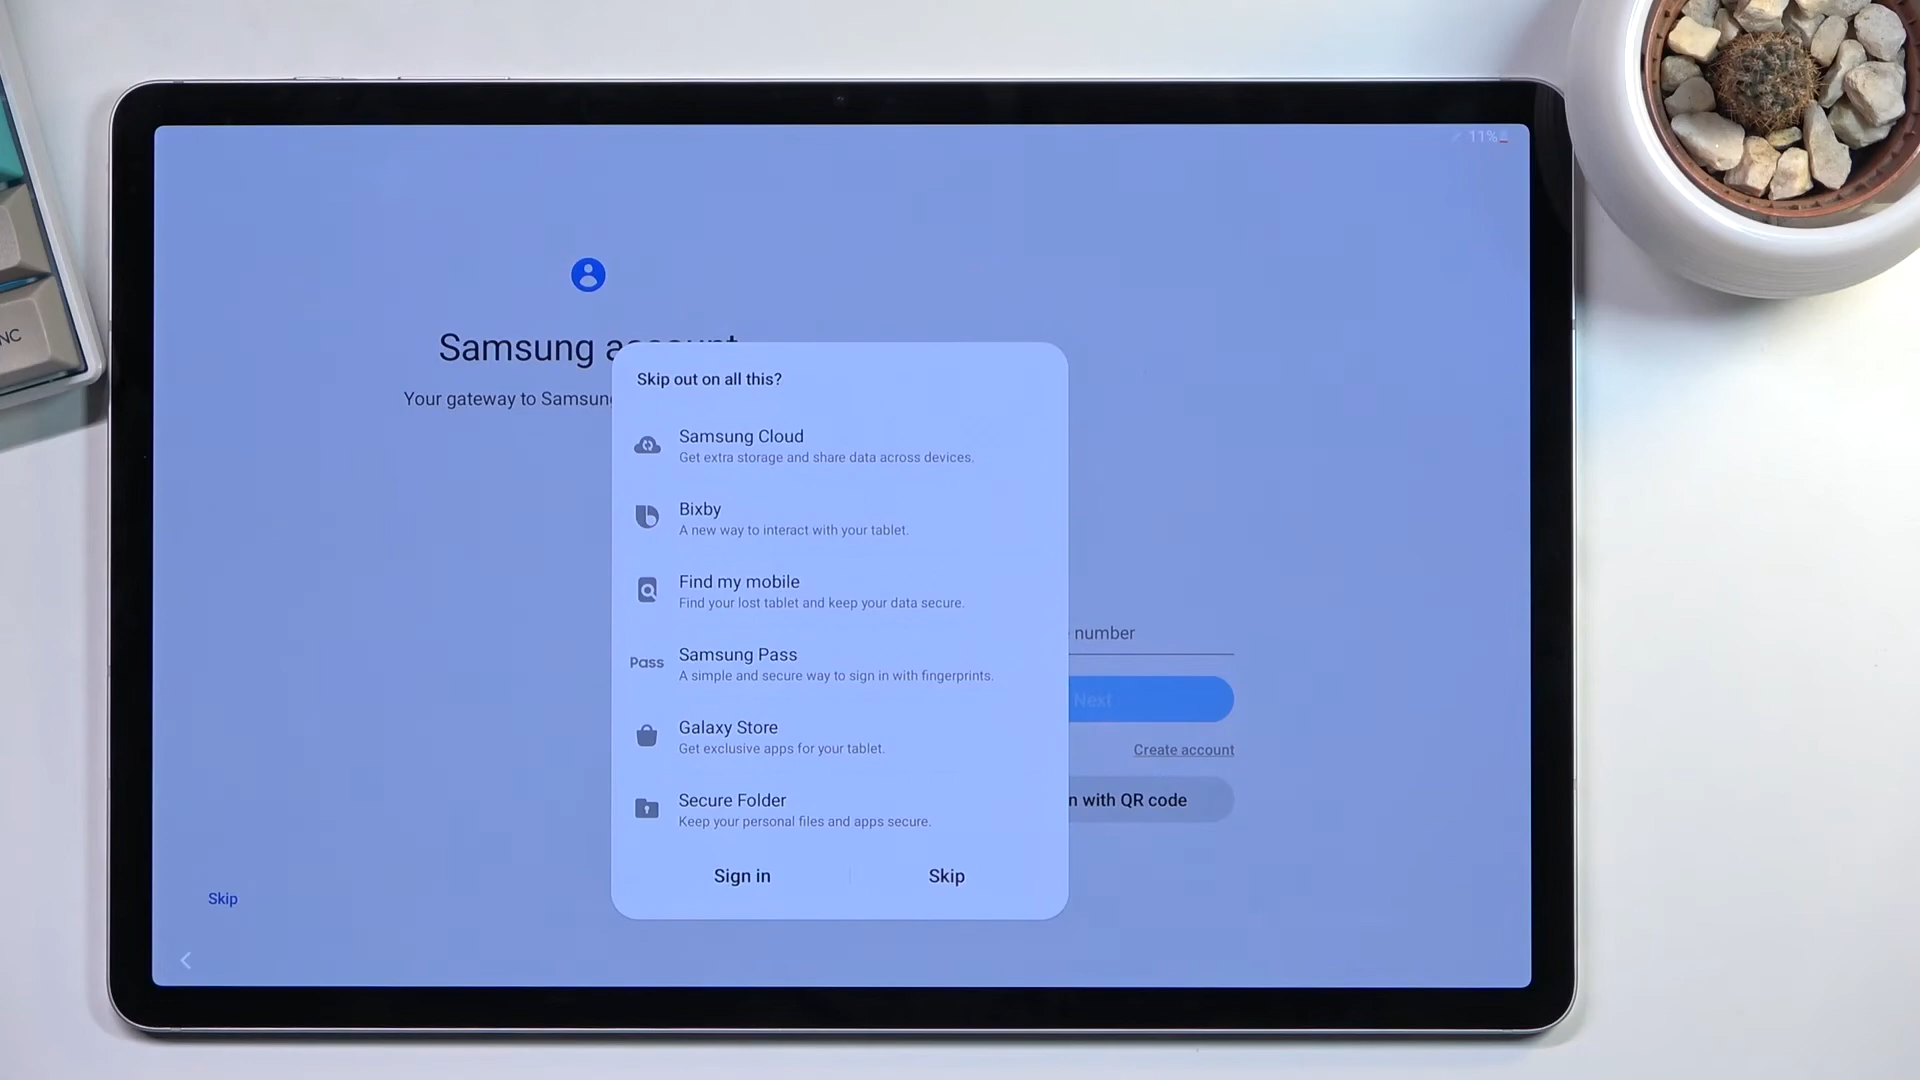 11%
Samsung account
Your gateway to Samsung
Skip out on all this?
Samsung Cloud
Get extra storage and share data across devices.
Bixby
A new way to interact with your tablet.
Find my mobile
Find your lost tablet and keep your data secure.
number
Pass
Samsung Pass
A simple and secure way to sign in with fingerprints.
Next
Galaxy Store
Get exclusive apps for your tablet.
Create account
Secure Folder
Keep your personal files and apps secure.
n with QR code
Sign in
Skip
Skip
NC